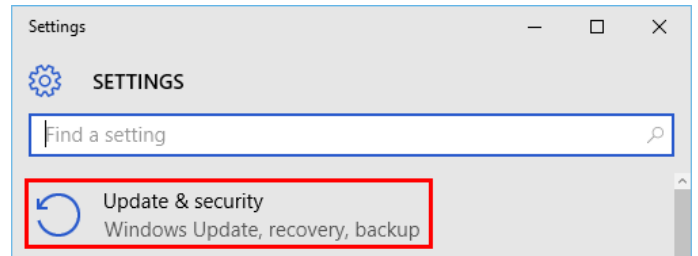 Settings
SETTINGS
Find a setting
Update & security
Windows Update, recovery, backup